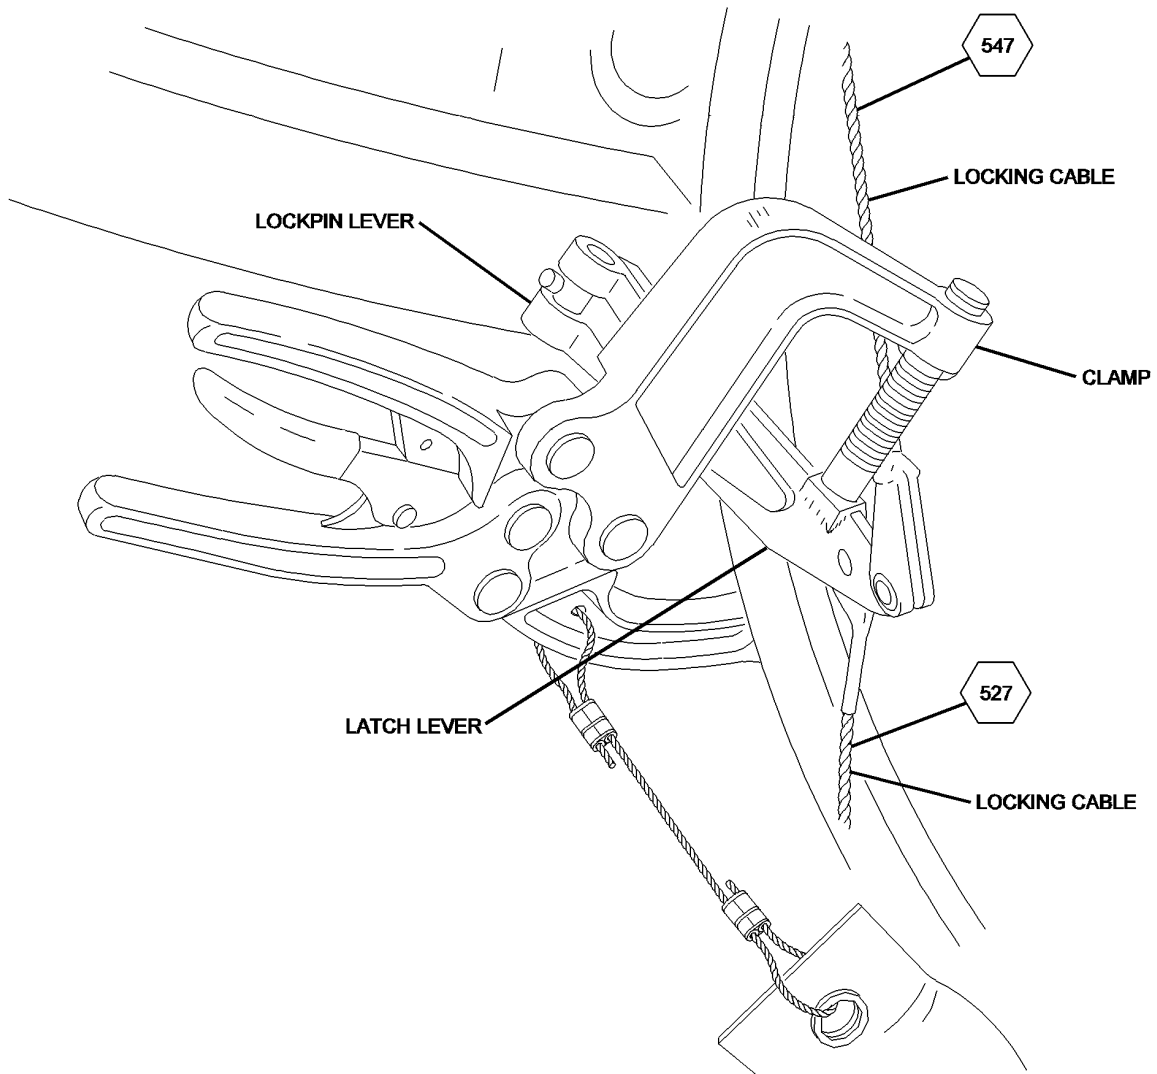 547
LOCKING CABLE
LOCKPIN LEVER
CLAMP
527
LATCH LEVER
LOCKING CABLE